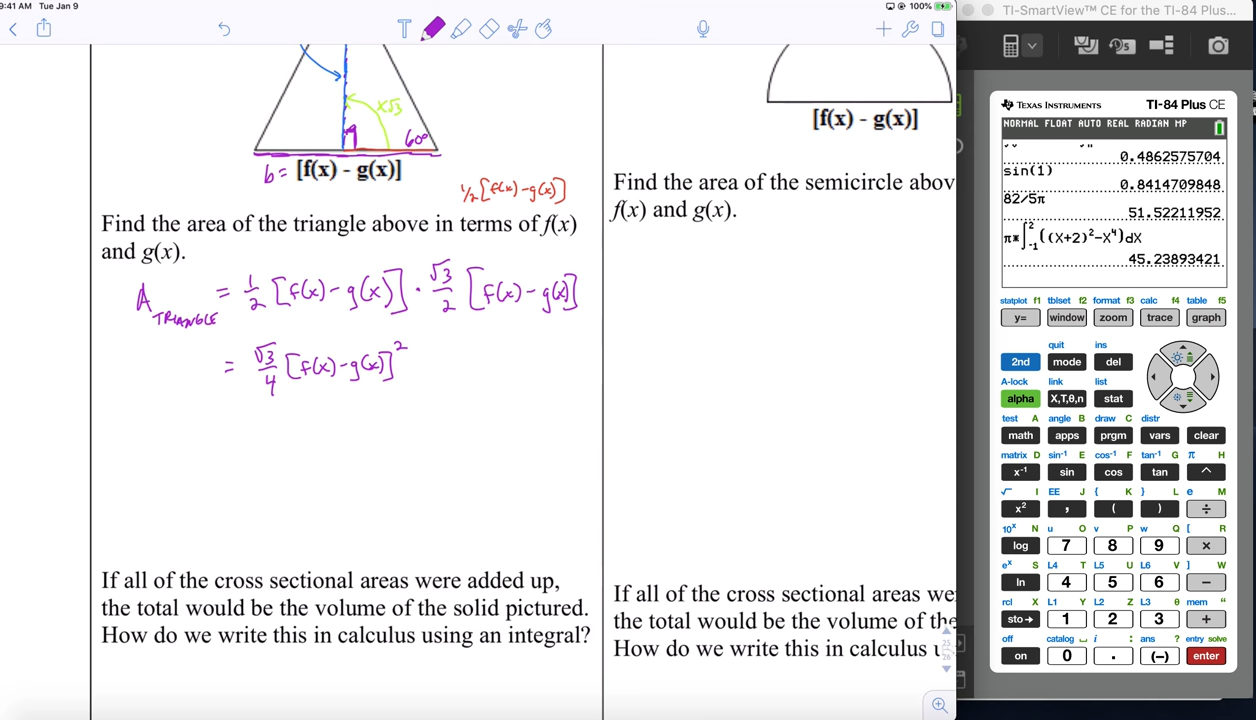 9:41 AM Tue Jan 9
100%
TI-SmartView™ CE for the TI-84 Plus...
x√3
60°
b = [f(x) - g(x)]
1/2 [f(x) - g(x)]
Find the area of the triangle above in terms of f(x)
and g(x).
A TRIANGLE = 1/2 [f(x) - g(x)] · √3/2 [f(x) - g(x)]
= √3/4 [f(x) - g(x)]²
If all of the cross sectional areas were added up,
the total would be the volume of the solid pictured.
How do we write this in calculus using an integral?
[f(x) - g(x)]
Find the area of the semicircle abov
f(x) and g(x).
If all of the cross sectional areas we
the total would be the volume of the
How do we write this in calculus u
25
26
TEXAS INSTRUMENTS TI-84 Plus CE
NORMAL FLOAT AUTO REAL RADIAN MP
0.4862575704
sin(1)
0.8414709848
82/5π
51.52211952
π*∫₋₁²((X+2)²-X⁴)dX
45.23893421
statplot f1 tblset f2 format f3 calc f4 table f5
y= window zoom trace graph
quit ins
2nd mode del
A-lock link list
alpha X,T,θ,n stat
test A angle B draw C distr
math apps prgm vars clear
matrix D sin⁻¹ E cos⁻¹ F tan⁻¹ G π H
x⁻¹ sin cos tan ^
√ I EE J { K } L e M
x² , ( ) ÷
10ˣ N u O v P w Q [ R
log 7 8 9 ×
eˣ S L4 T L5 U L6 V ] W
ln 4 5 6 −
rcl X L1 Y L2 Z L3 θ mem "
sto→ 1 2 3 +
off catalog ⎵ i : ans ? entry solve
on 0 . (−) enter